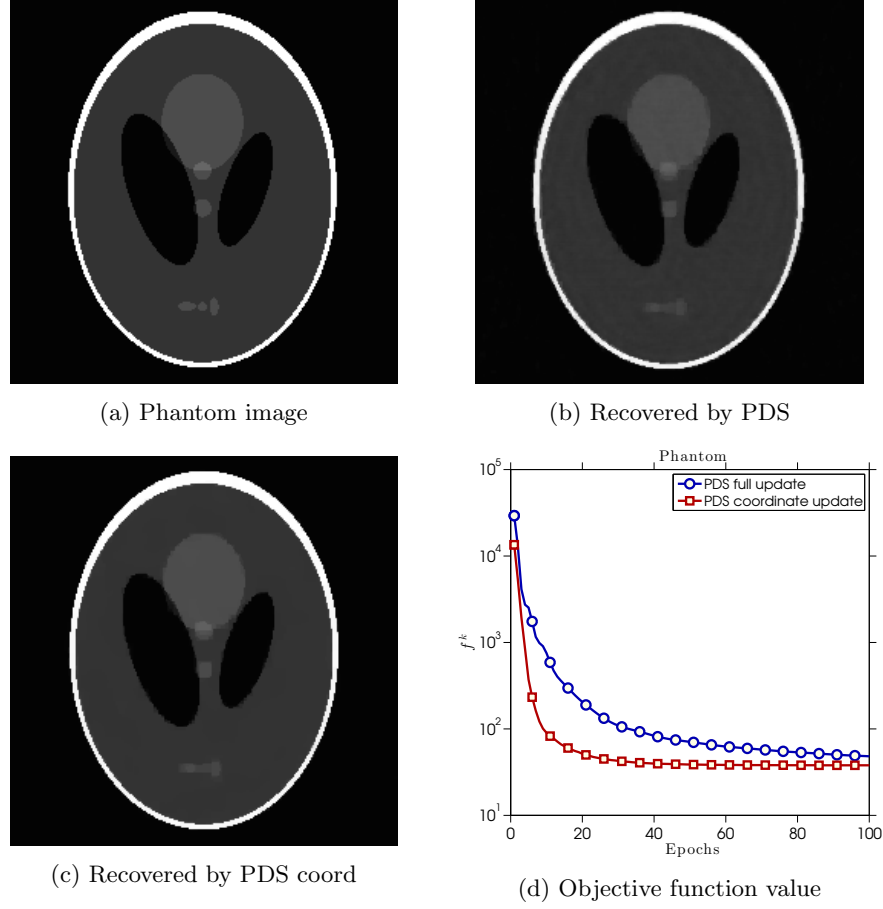 (a) Phantom image
(b) Recovered by PDS
(c) Recovered by PDS coord
Phantom
10^5
10^4
10^3
10^2
10^1
f^k
PDS full update
PDS coordinate update
0
20
40
60
80
100
Epochs
(d) Objective function value